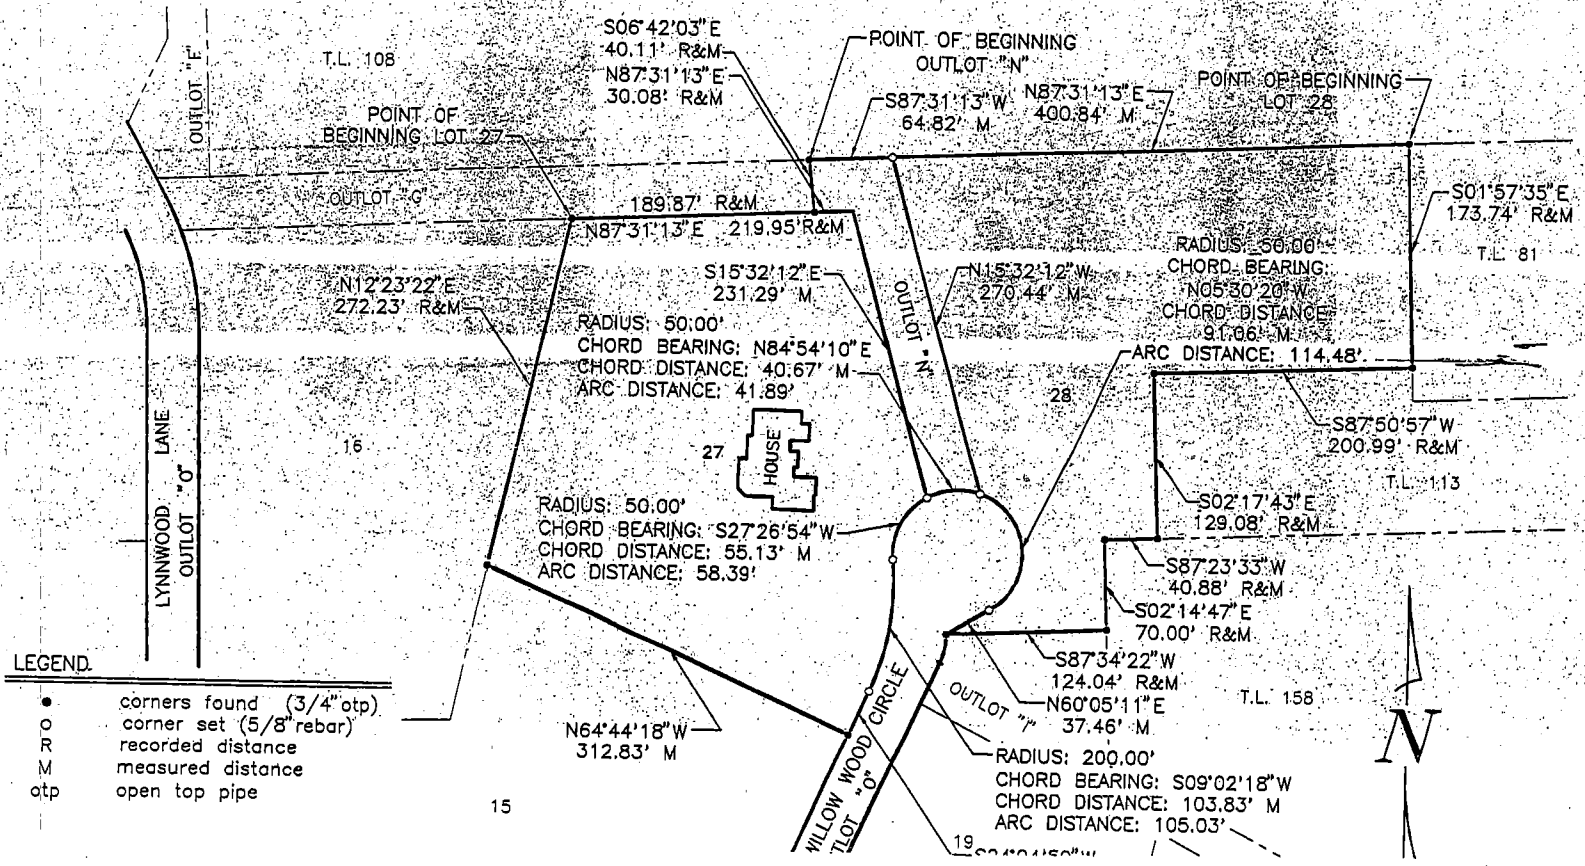 S06°42'03"E
40.11' R&M
N87°31'13"E
30.08' R&M
POINT OF BEGINNING
OUTLOT "N"
S87°31'13"W
64.82' M
N87°31'13"E
400.84' M
POINT OF BEGINNING
LOT 28
T.L. 108
OUTLOT "E"
POINT OF
BEGINNING LOT 27
OUTLOT "G"
189.87' R&M
N87°31'13"E 219.95'R&M
S01°57'35"E
173.74' R&M
T.L. 81
N12°23'22"E
272.23' R&M
S15°32'12"E
231.29' M
OUTLOT "N"
N15°32'12"W
270.44' M
RADIUS: 50.00'
CHORD BEARING:
N05°30'20"W
CHORD DISTANCE:
91.06' M
ARC DISTANCE: 114.48'
RADIUS: 50.00'
CHORD BEARING: N84°54'10"E
CHORD DISTANCE: 40.67' M
ARC DISTANCE: 41.89'
28
S87°50'57"W
200.99' R&M
T.L. 113
16
27
HOUSE
LYNNWOOD LANE
OUTLOT "O"
RADIUS: 50.00'
CHORD BEARING: S27°26'54"W
CHORD DISTANCE: 55.13' M
ARC DISTANCE: 58.39'
S02°17'43"E
129.08' R&M
S87°23'33"W
40.88' R&M
S02°14'47"E
70.00' R&M
S87°34'22"W
124.04' R&M
T.L. 158
N60°05'11"E
37.46' M
N64°44'18"W
312.83' M
WILLOW WOOD CIRCLE
TLOT "O"
RADIUS: 200.00'
CHORD BEARING: S09°02'18"W
CHORD DISTANCE: 103.83' M
ARC DISTANCE: 105.03'
OUTLOT
N
15
19
LEGEND
corners found (3/4"otp)
o corner set (5/8"rebar)
R recorded distance
M measured distance
otp open top pipe